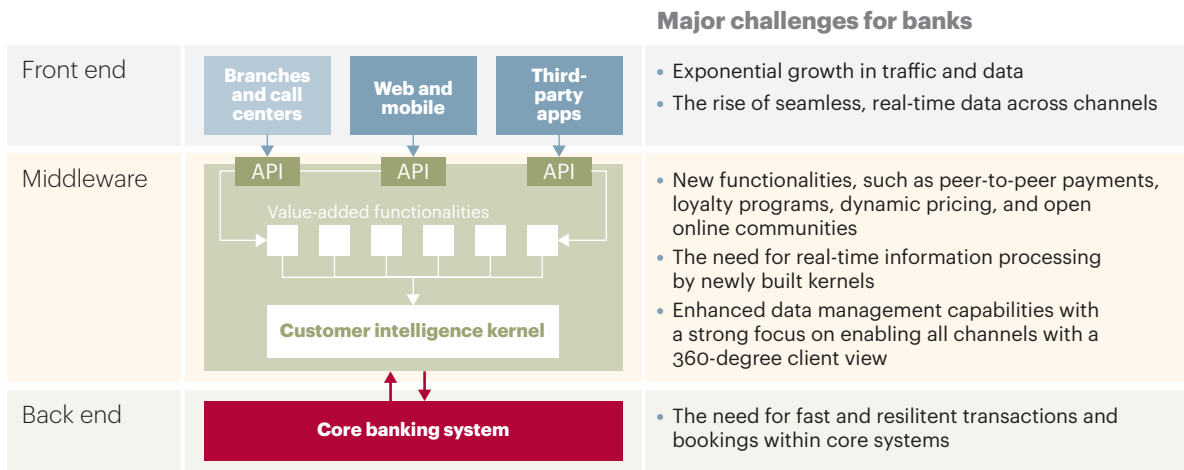 Major challenges for banks
Front end
Branches
and call
centers
Web and
mobile
Third-
party
apps
• Exponential growth in traffic and data
• The rise of seamless, real-time data across channels
Middleware
API
API
API
Value-added functionalities
Customer intelligence kernel
• New functionalities, such as peer-to-peer payments,
loyalty programs, dynamic pricing, and open
online communities
• The need for real-time information processing
by newly built kernels
• Enhanced data management capabilities with
a strong focus on enabling all channels with a
360-degree client view
Back end
Core banking system
• The need for fast and resilitent transactions and
bookings within core systems